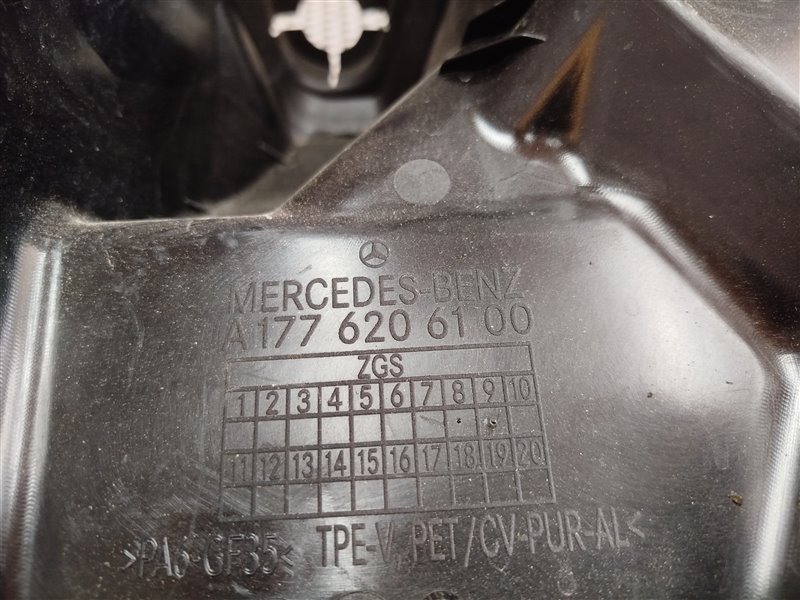 MERCEDES-BENZ
A 177 620 61 00
ZGS
1 2 3 4 5 6 7 8 9 10
11 12 13 14 15 16 17 18 19 20
>PA6-GF35< TPE-V, PET/CV-PUR-AL<